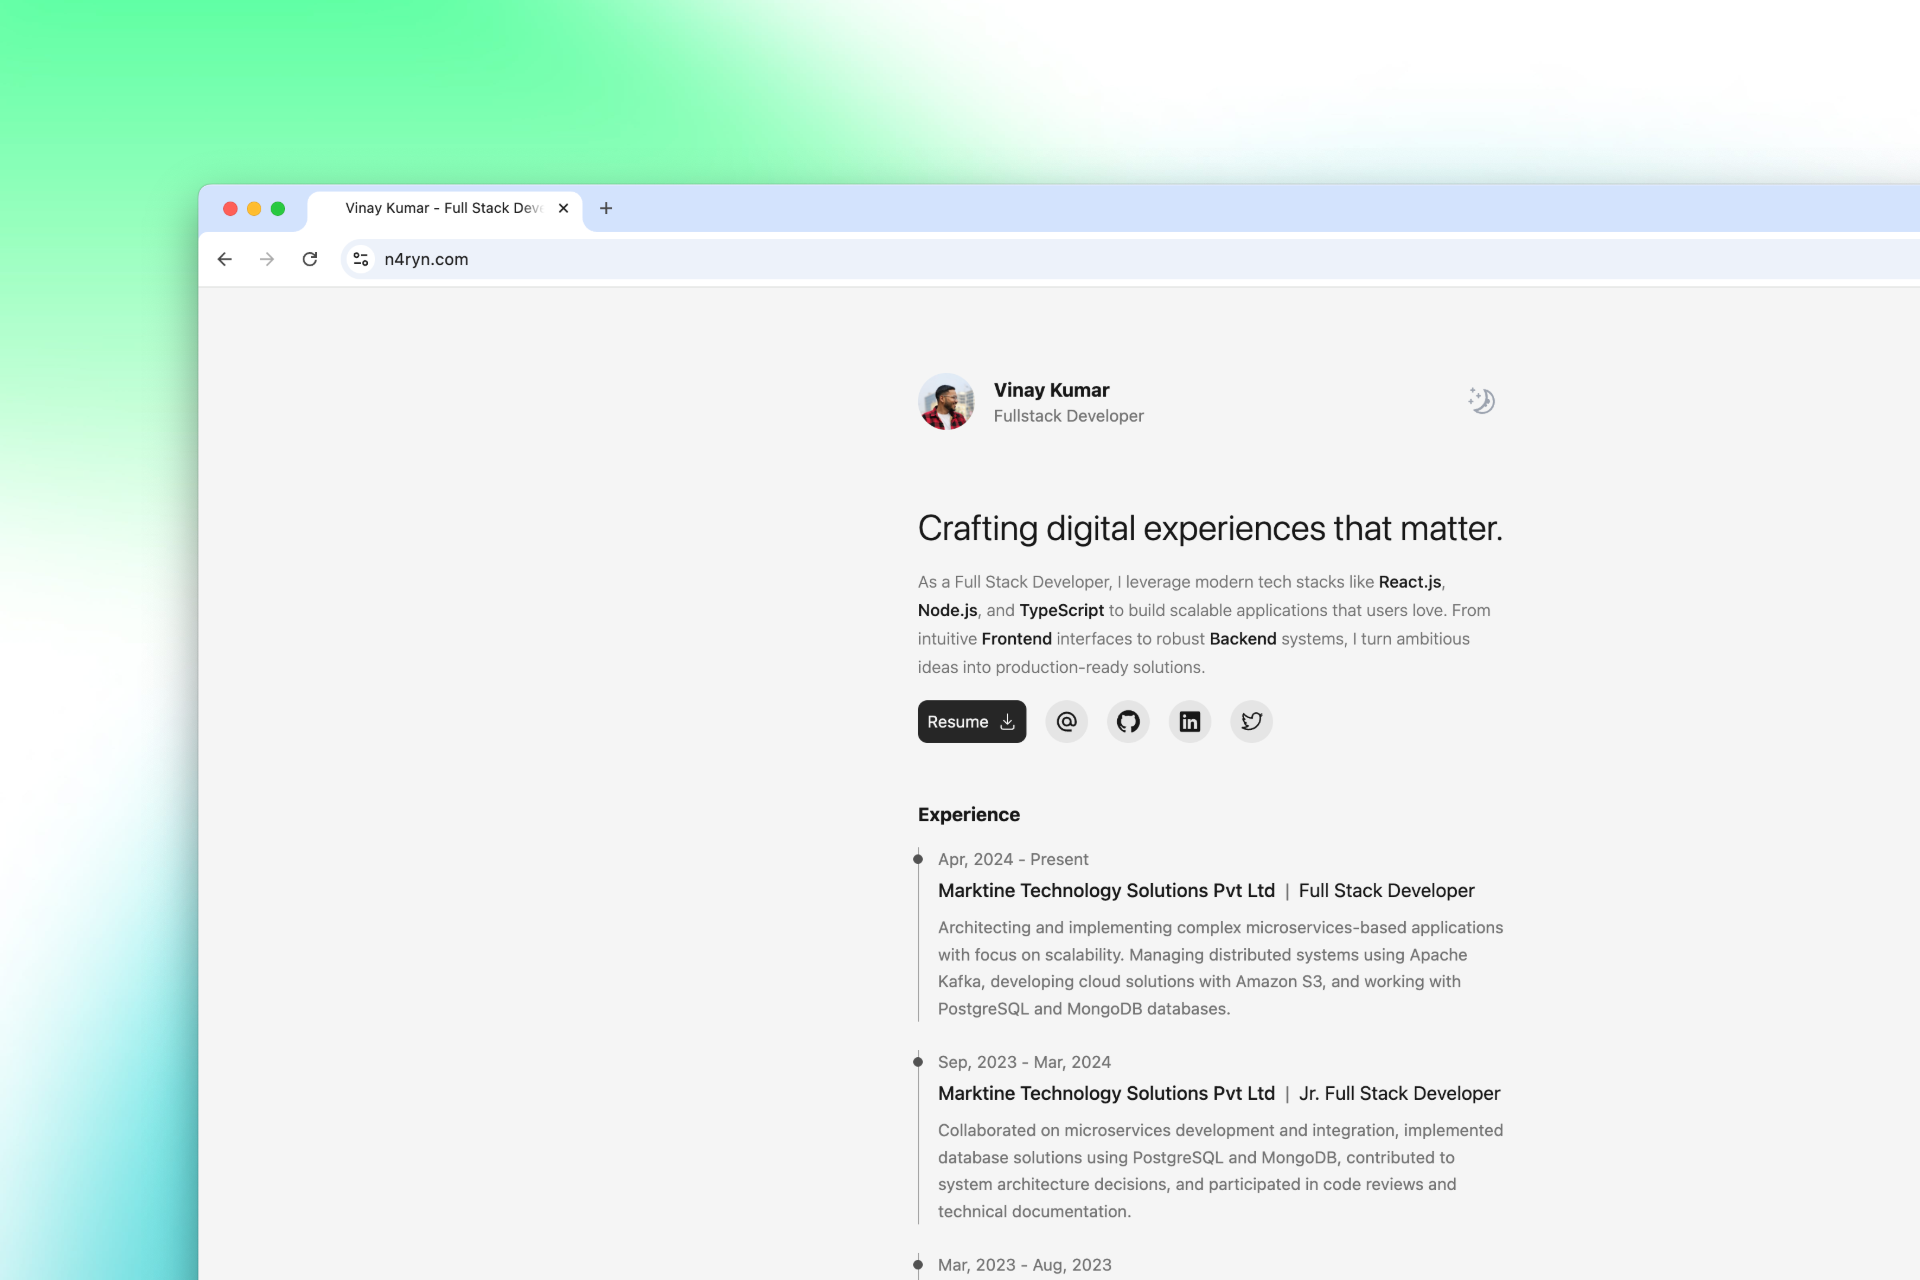 Vinay Kumar - Full Stack Deve
n4ryn.com
Vinay Kumar
Fullstack Developer
Crafting digital experiences that matter.
As a Full Stack Developer, I leverage modern tech stacks like React.js,
Node.js, and TypeScript to build scalable applications that users love. From
intuitive Frontend interfaces to robust Backend systems, I turn ambitious
ideas into production-ready solutions.
Resume
Experience
Apr, 2024 - Present
Marktine Technology Solutions Pvt Ltd | Full Stack Developer
Architecting and implementing complex microservices-based applications
with focus on scalability. Managing distributed systems using Apache
Kafka, developing cloud solutions with Amazon S3, and working with
PostgreSQL and MongoDB databases.
Sep, 2023 - Mar, 2024
Marktine Technology Solutions Pvt Ltd | Jr. Full Stack Developer
Collaborated on microservices development and integration, implemented
database solutions using PostgreSQL and MongoDB, contributed to
system architecture decisions, and participated in code reviews and
technical documentation.
Mar, 2023 - Aug, 2023